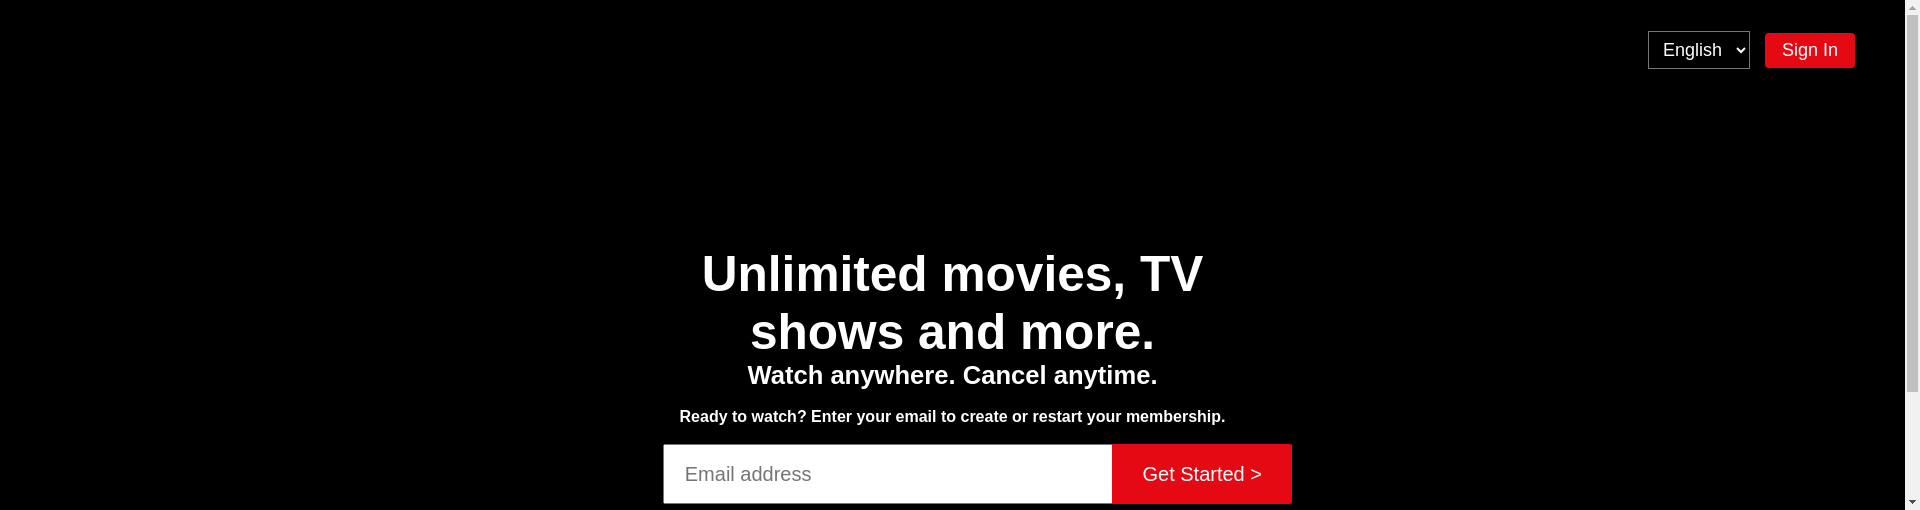 English
Sign In
Unlimited movies, TV
shows and more.
Watch anywhere. Cancel anytime.
Ready to watch? Enter your email to create or restart your membership.
Email address
Get Started >